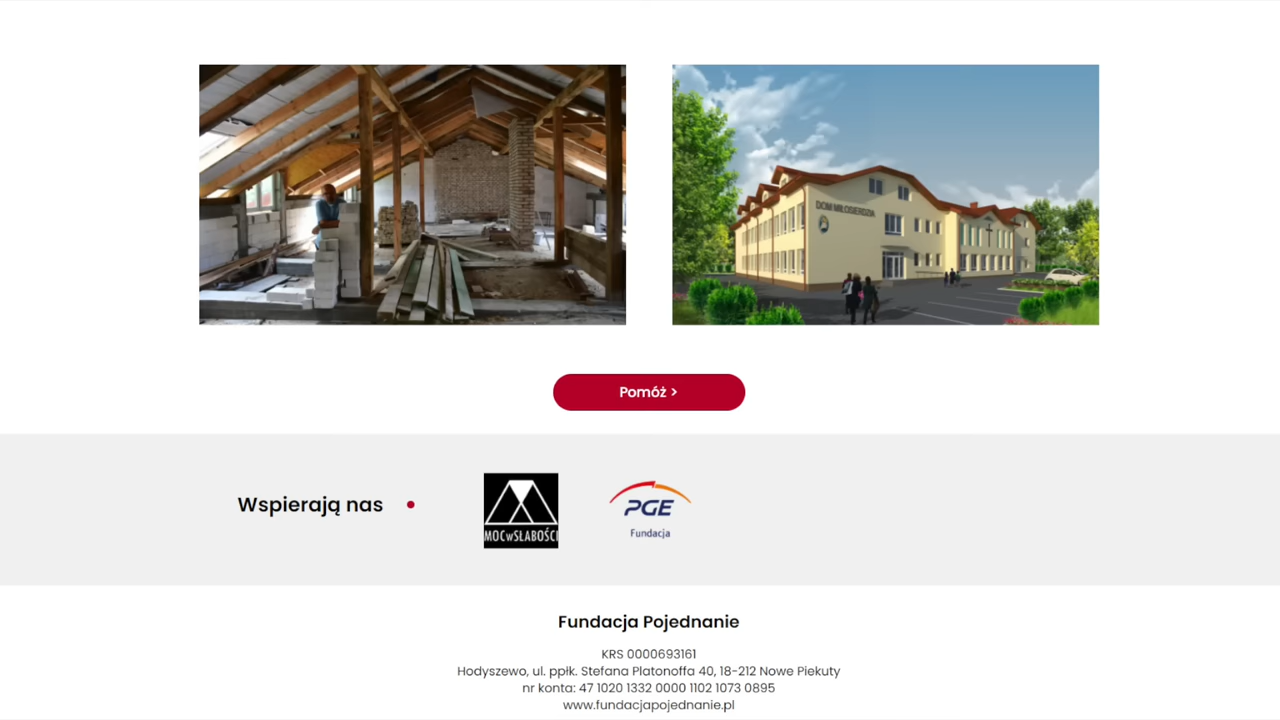 DOM MIŁOSIERDZIA
Pomóż >
Wspierają nas
MOCwSŁABOŚCI
PGE
Fundacja
Fundacja Pojednanie
KRS 0000693161
Hodyszewo, ul. ppłk. Stefana Platonoffa 40, 18-212 Nowe Piekuty
nr konta: 47 1020 1332 0000 1102 1073 0895
www.fundacjapojednanie.pl